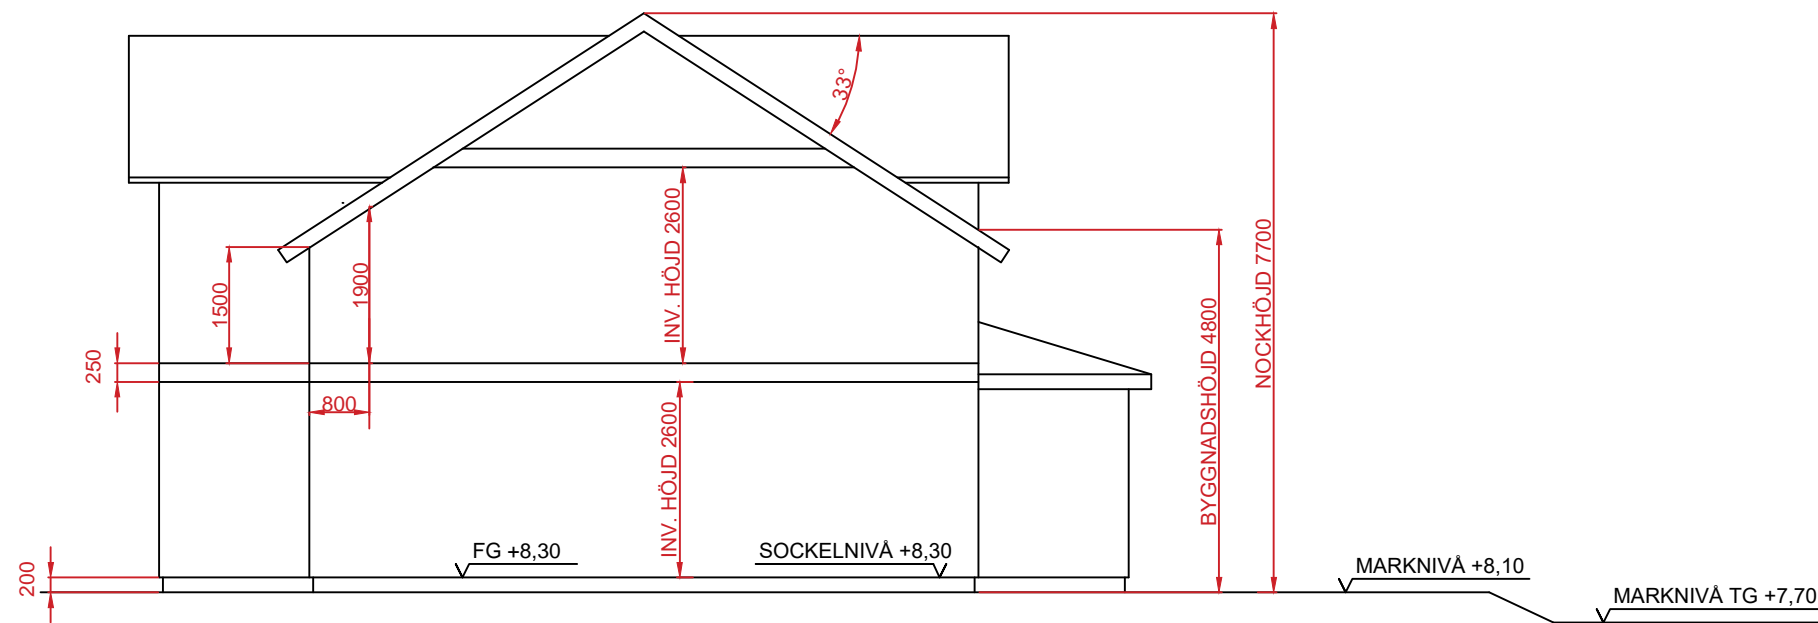 33°
INV. HÖJD 2600
1900
1500
NOCKHÖJD 7700
BYGGNADSHÖJD 4800
250
800
INV. HÖJD 2600
FG +8,30
SOCKELNIVÅ +8,30
200
MARKNIVÅ +8,10
MARKNIVÅ TG +7,70